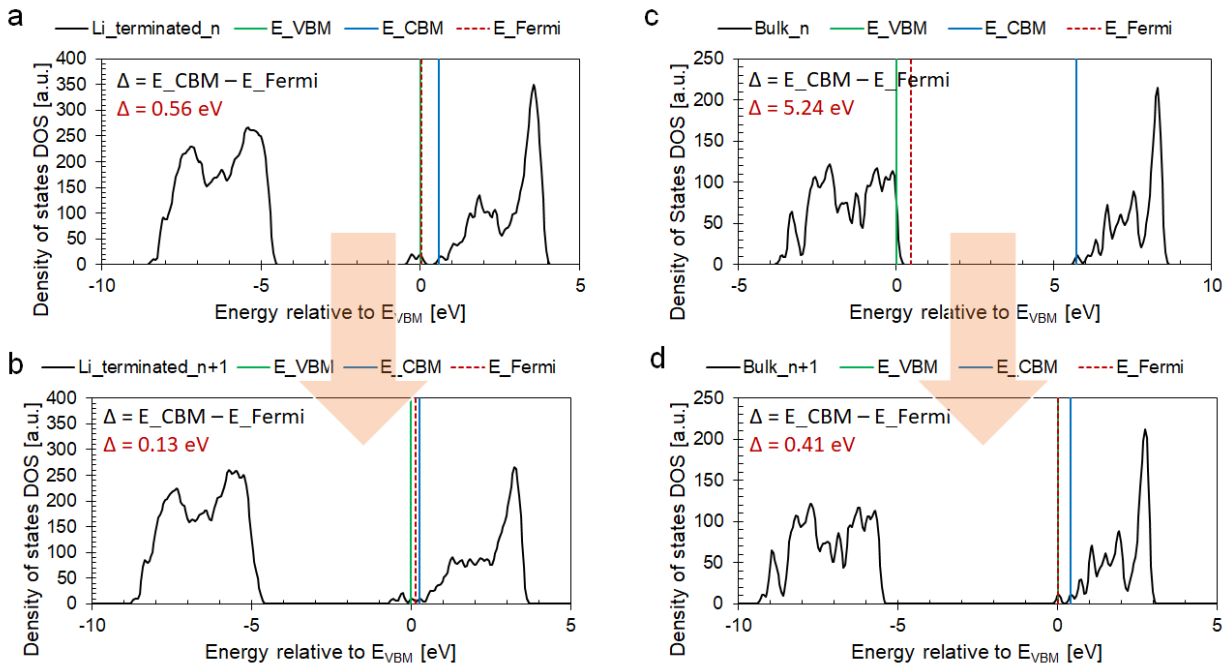 a
Li_terminated_n E_VBM E_CBM E_Fermi
Density of states DOS [a.u.]
400
350
300
250
200
150
100
50
0
Δ = E_CBM – E_Fermi
Δ = 0.56 eV
-10 -5 0 5
Energy relative to E_VBM [eV]
c
Bulk_n E_VBM E_CBM E_Fermi
Density of States DOS [a.u.]
250
200
150
100
50
0
Δ = E_CBM – E_Fermi
Δ = 5.24 eV
-5 0 5 10
Energy relative to E_VBM [eV]
b
Li_terminated_n+1 E_VBM E_CBM E_Fermi
Density of states DOS [a.u.]
400
350
300
250
200
150
100
50
0
Δ = E_CBM – E_Fermi
Δ = 0.13 eV
-10 -5 0 5
Energy relative to E_VBM [eV]
d
Bulk_n+1 E_VBM E_CBM E_Fermi
Density of states DOS [a.u.]
250
200
150
100
50
0
Δ = E_CBM – E_Fermi
Δ = 0.41 eV
-10 -5 0 5
Energy relative to E_VBM [eV]